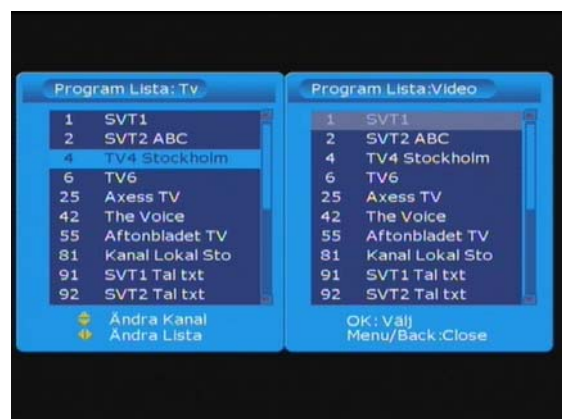 Program Lista: Tv
1 SVT1
2 SVT2 ABC
4 TV4 Stockholm
6 TV6
25 Axess TV
42 The Voice
55 Aftonbladet TV
81 Kanal Lokal Sto
91 SVT1 Tal txt
92 SVT2 Tal txt
Ändra Kanal
Ändra Lista
Program Lista:Video
1 SVT1
2 SVT2 ABC
4 TV4 Stockholm
6 TV6
25 Axess TV
42 The Voice
55 Aftonbladet TV
81 Kanal Lokal Sto
91 SVT1 Tal txt
92 SVT2 Tal txt
OK: Välj
Menu/Back:Close